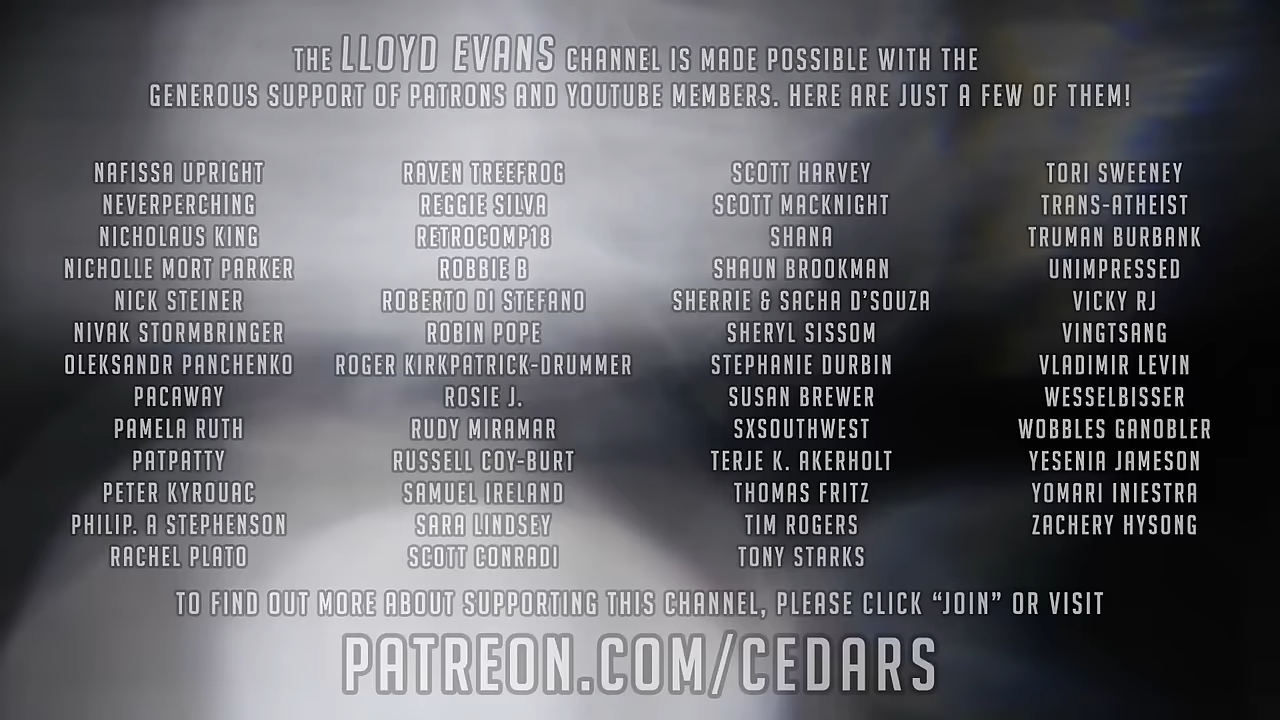 THE LLOYD EVANS CHANNEL IS MADE POSSIBLE WITH THE
GENEROUS SUPPORT OF PATRONS AND YOUTUBE MEMBERS. HERE ARE JUST A FEW OF THEM!
NAFISSA UPRIGHT
NEVERPERCHING
NICHOLAUS KING
NICHOLLE MORT PARKER
NICK STEINER
NIVAK STORMBRINGER
OLEKSANDR PANCHENKO
PACAWAY
PAMELA RUTH
PATPATTY
PETER KYROUAC
PHILIP. A STEPHENSON
RACHEL PLATO
RAVEN TREEFROG
REGGIE SILVA
RETROCOMP18
ROBBIE B
ROBERTO DI STEFANO
ROBIN POPE
ROGER KIRKPATRICK-DRUMMER
ROSIE J.
RUDY MIRAMAR
RUSSELL COY-BURT
SAMUEL IRELAND
SARA LINDSEY
SCOTT CONRADI
SCOTT HARVEY
SCOTT MACKNIGHT
SHANA
SHAUN BROOKMAN
SHERRIE & SACHA D'SOUZA
SHERYL SISSOM
STEPHANIE DURBIN
SUSAN BREWER
SXSOUTHWEST
TERJE K. AKERHOLT
THOMAS FRITZ
TIM ROGERS
TONY STARKS
TORI SWEENEY
TRANS-ATHEIST
TRUMAN BURBANK
UNIMPRESSED
VICKY RJ
VINGTSANG
VLADIMIR LEVIN
WESSELBISSER
WOBBLES GANOBLER
YESENIA JAMESON
YOMARI INIESTRA
ZACHERY HYSONG
TO FIND OUT MORE ABOUT SUPPORTING THIS CHANNEL, PLEASE CLICK “JOIN” OR VISIT
PATREON.COM/CEDARS